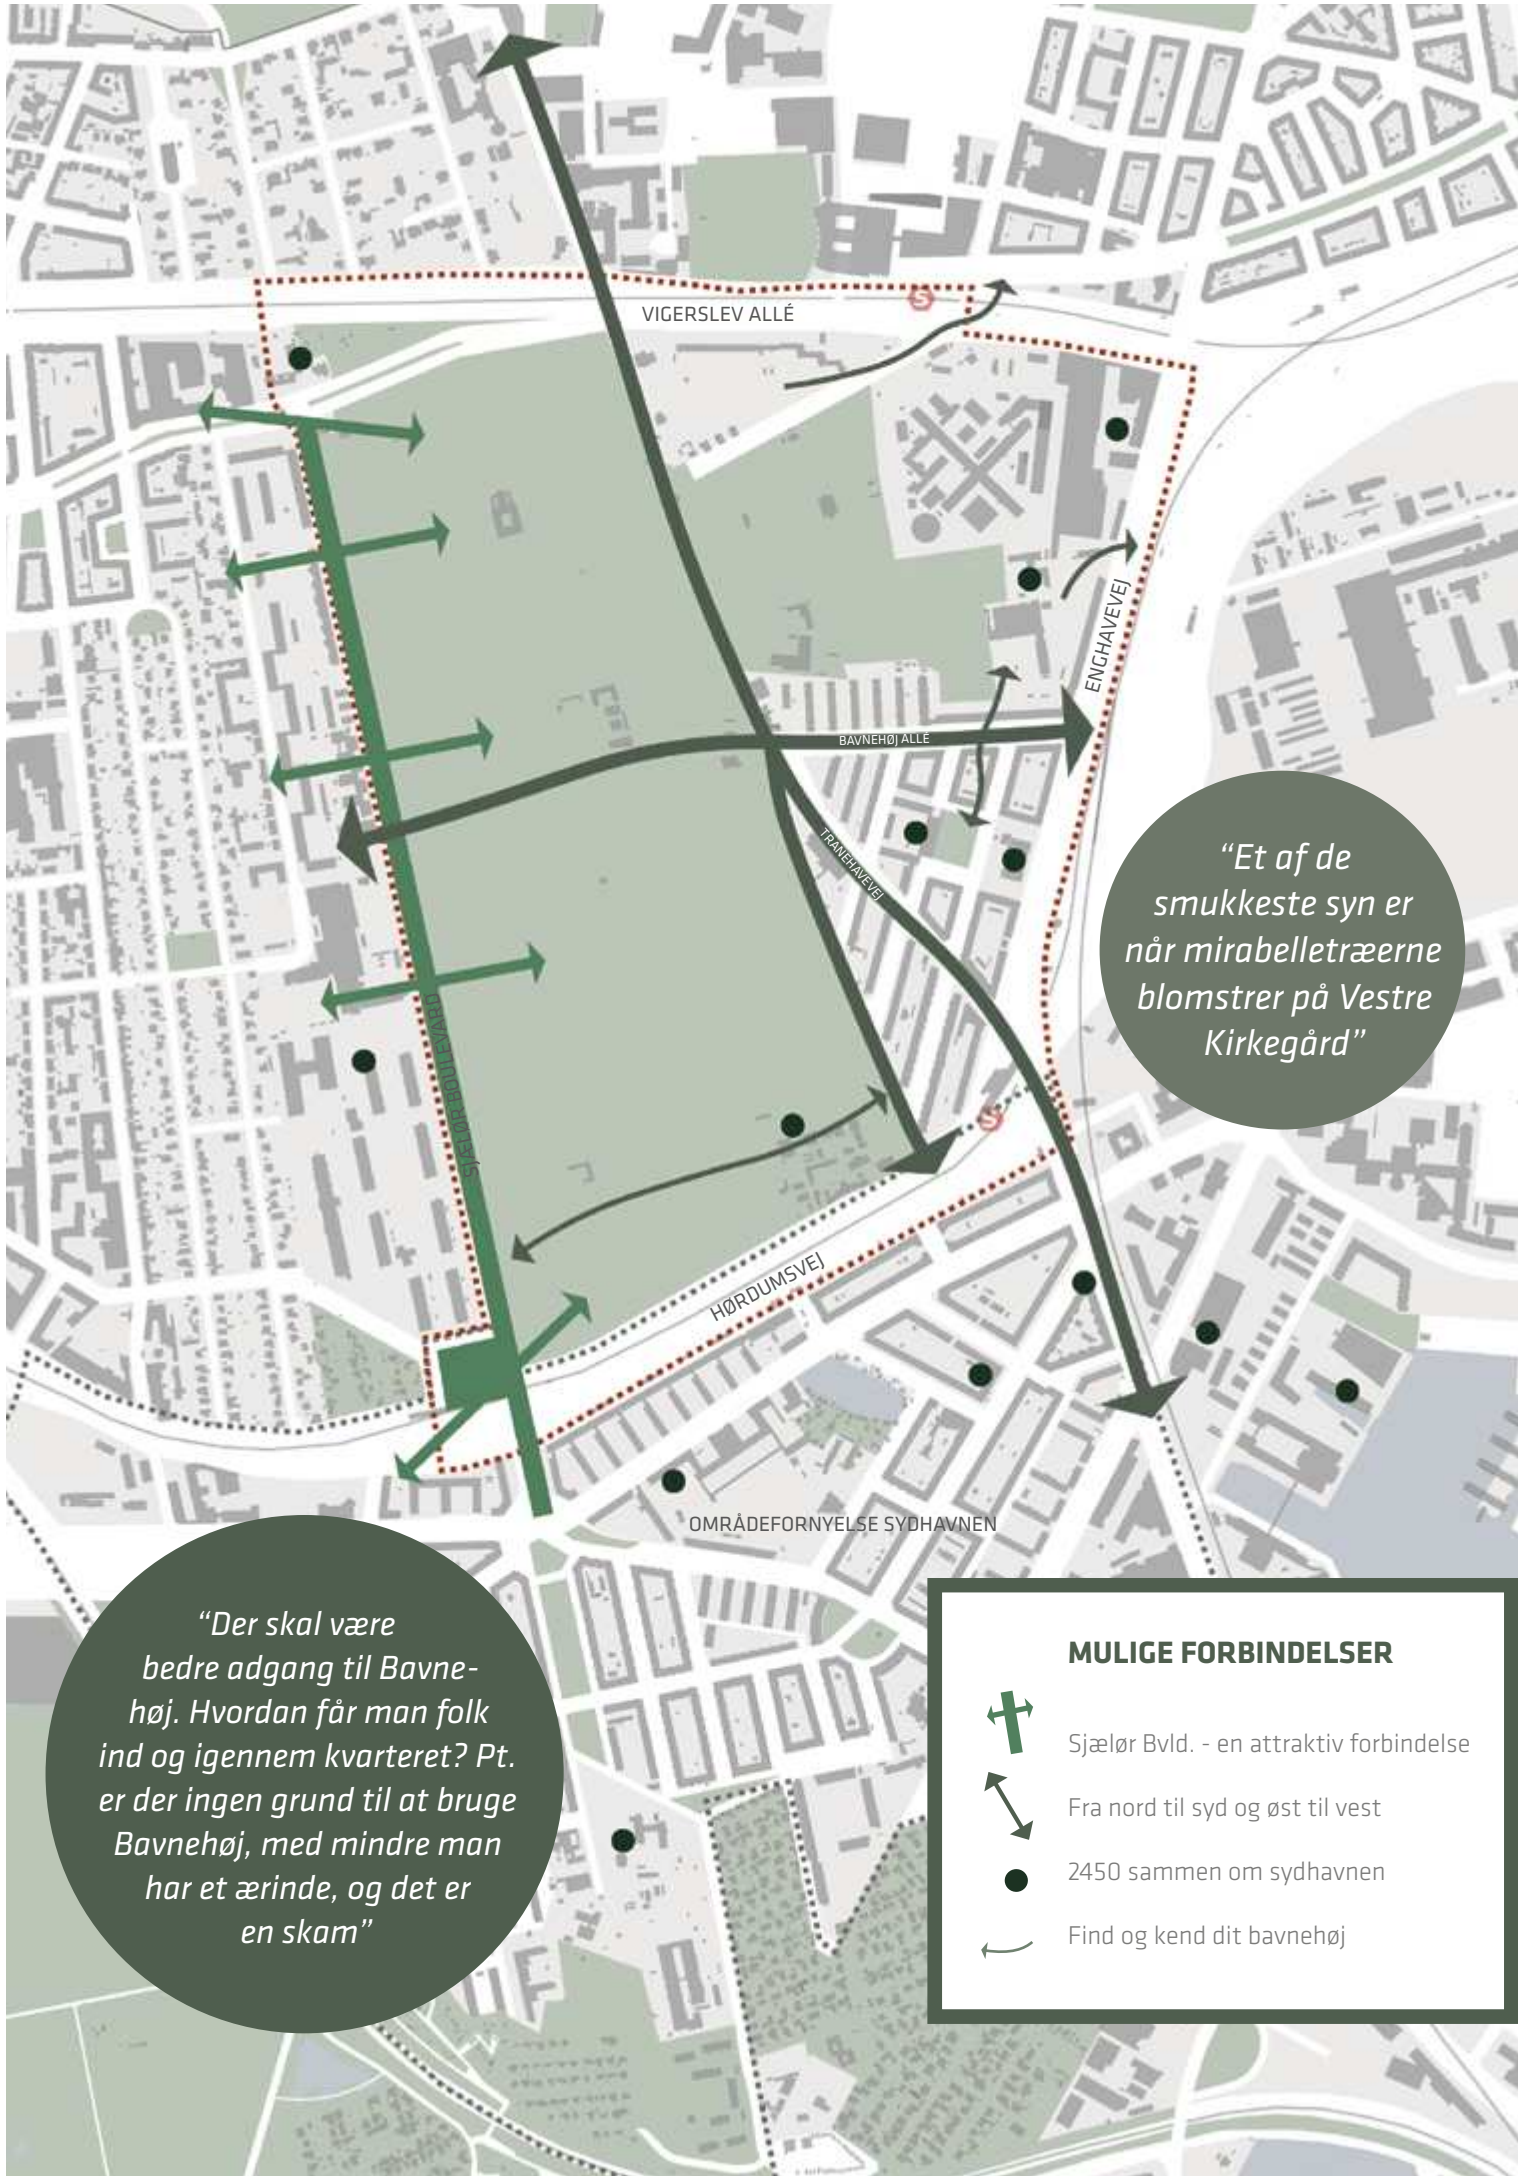 VIGERSLEV ALLÉ
S
ENGHAVEVEJ
BAVNEHØJ ALLÉ
TRANEHAVEVEJ
“Et af de
smukkeste syn er
når mirabelletræerne
blomstrer på Vestre
Kirkegård”
SJÆLØR BOULEVARD
S
HØRDUMSVEJ
OMRÅDEFORNYELSE SYDHAVNEN
“Der skal være
bedre adgang til Bavne-
høj. Hvordan får man folk
ind og igennem kvarteret? Pt.
er der ingen grund til at bruge
Bavnehøj, med mindre man
har et ærinde, og det er
en skam”
MULIGE FORBINDELSER
Sjælør Bvld. - en attraktiv forbindelse
Fra nord til syd og øst til vest
2450 sammen om sydhavnen
Find og kend dit bavnehøj